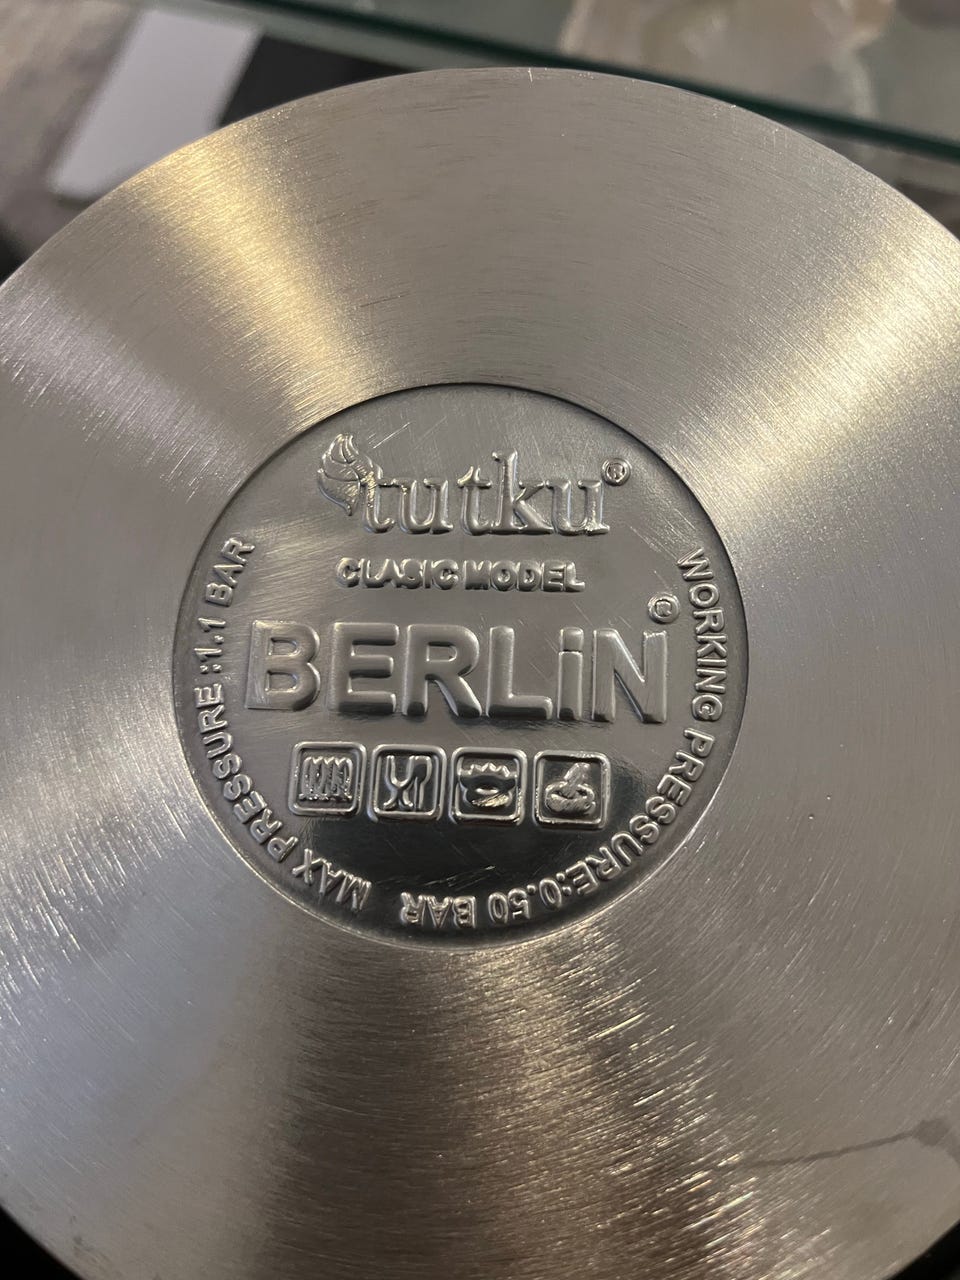 tutku®
CLASIC MODEL
BERLiN©
MAX PRESSURE:1.1 BAR
WORKING PRESSURE:0.50 BAR